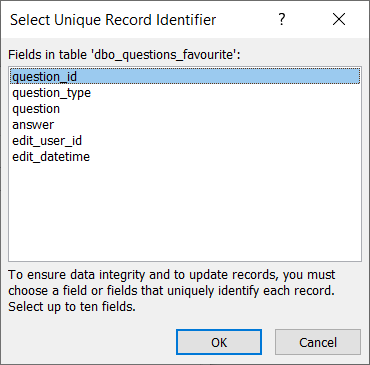 Select Unique Record Identifier
Fields in table 'dbo_questions_favourite':
question_id
question_type
question
answer
edit_user_id
edit_datetime
To ensure data integrity and to update records, you must
choose a field or fields that uniquely identify each record.
Select up to ten fields.
OK Cancel